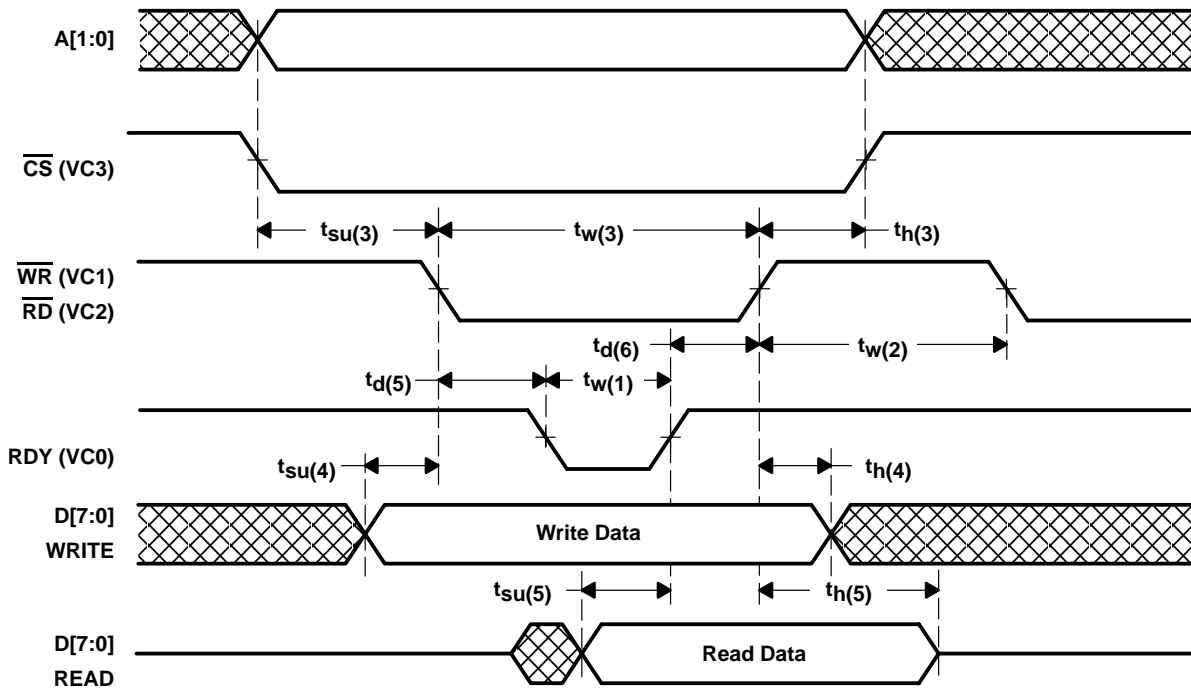 A[1:0]
CS (VC3)
tsu(3)
tw(3)
th(3)
WR (VC1)
RD (VC2)
td(6)
tw(2)
td(5)
tw(1)
RDY (VC0)
tsu(4)
th(4)
D[7:0]
WRITE
Write Data
tsu(5)
th(5)
D[7:0]
READ
Read Data